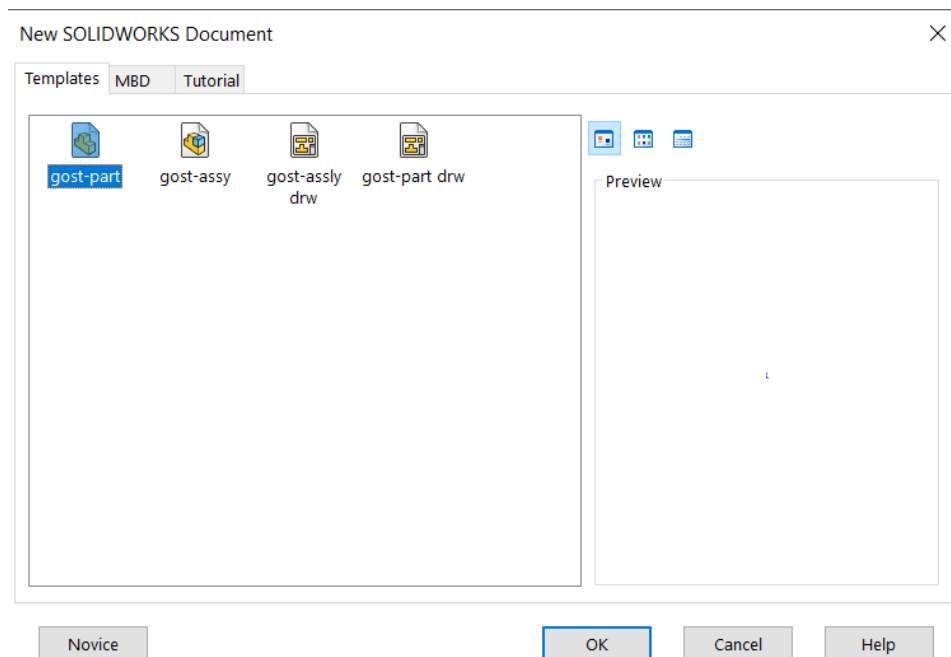 New SOLIDWORKS Document
Templates MBD Tutorial
gost-part gost-assy gost-assly drw gost-part drw
Preview
Novice OK Cancel Help